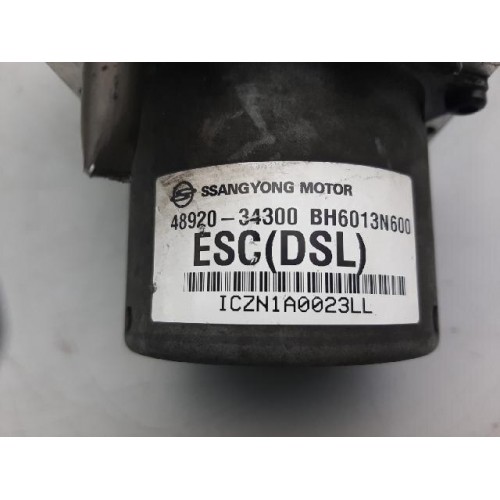 SSANGYONG MOTOR
48920-34300 BH6013N600
ESC(DSL)
ICZN1A0023LL